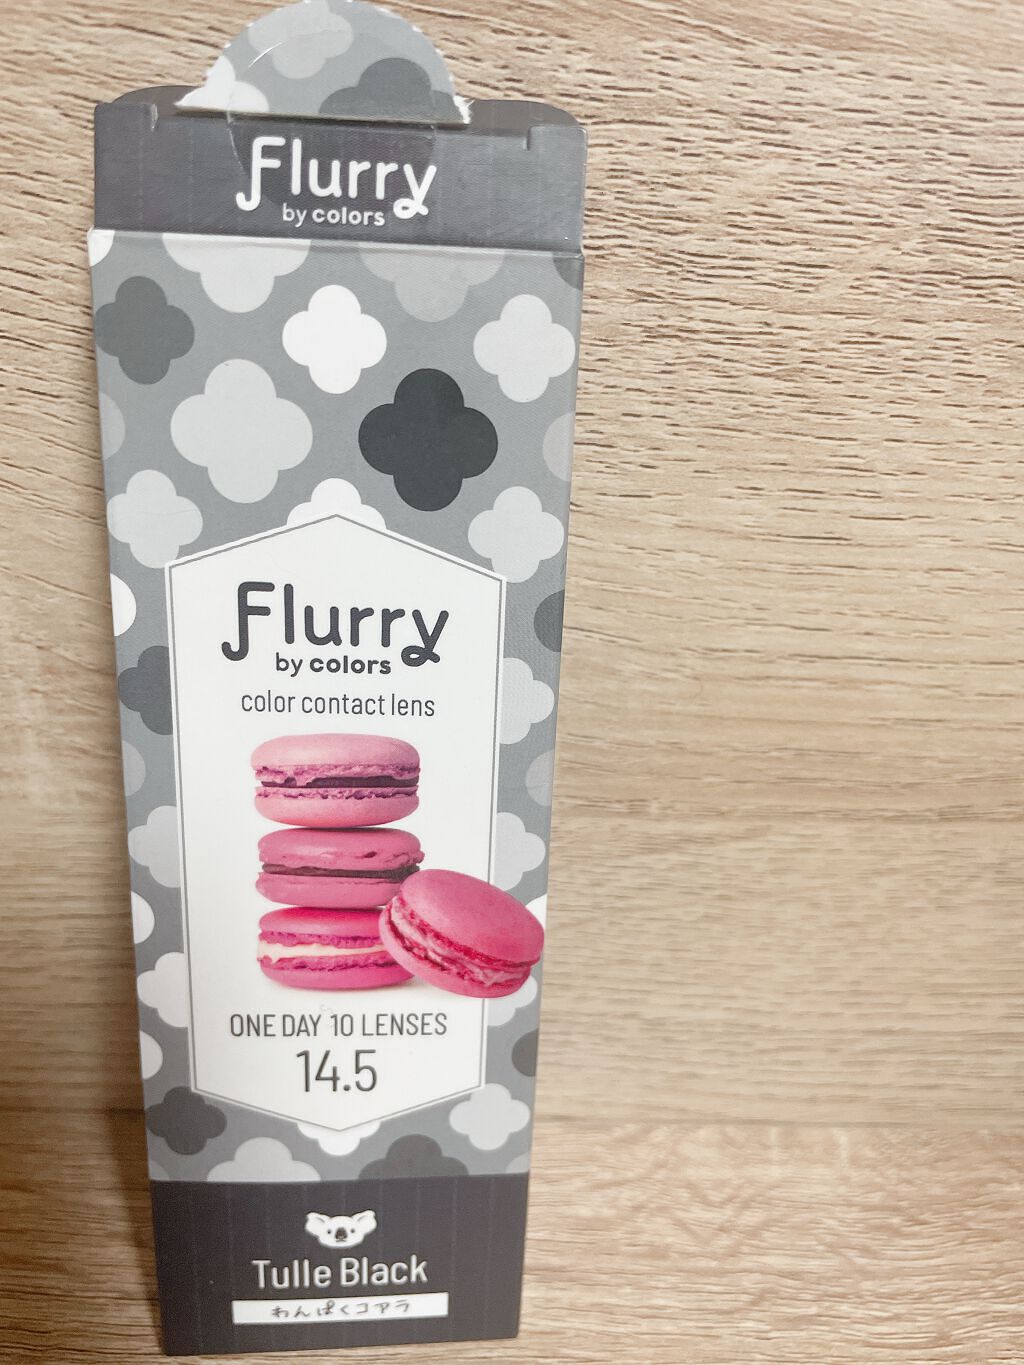 Flurry
by colors
Flurry
by colors
color contact lens
ONE DAY 10 LENSES
14.5
Tulle Black
わんぱくコアラ